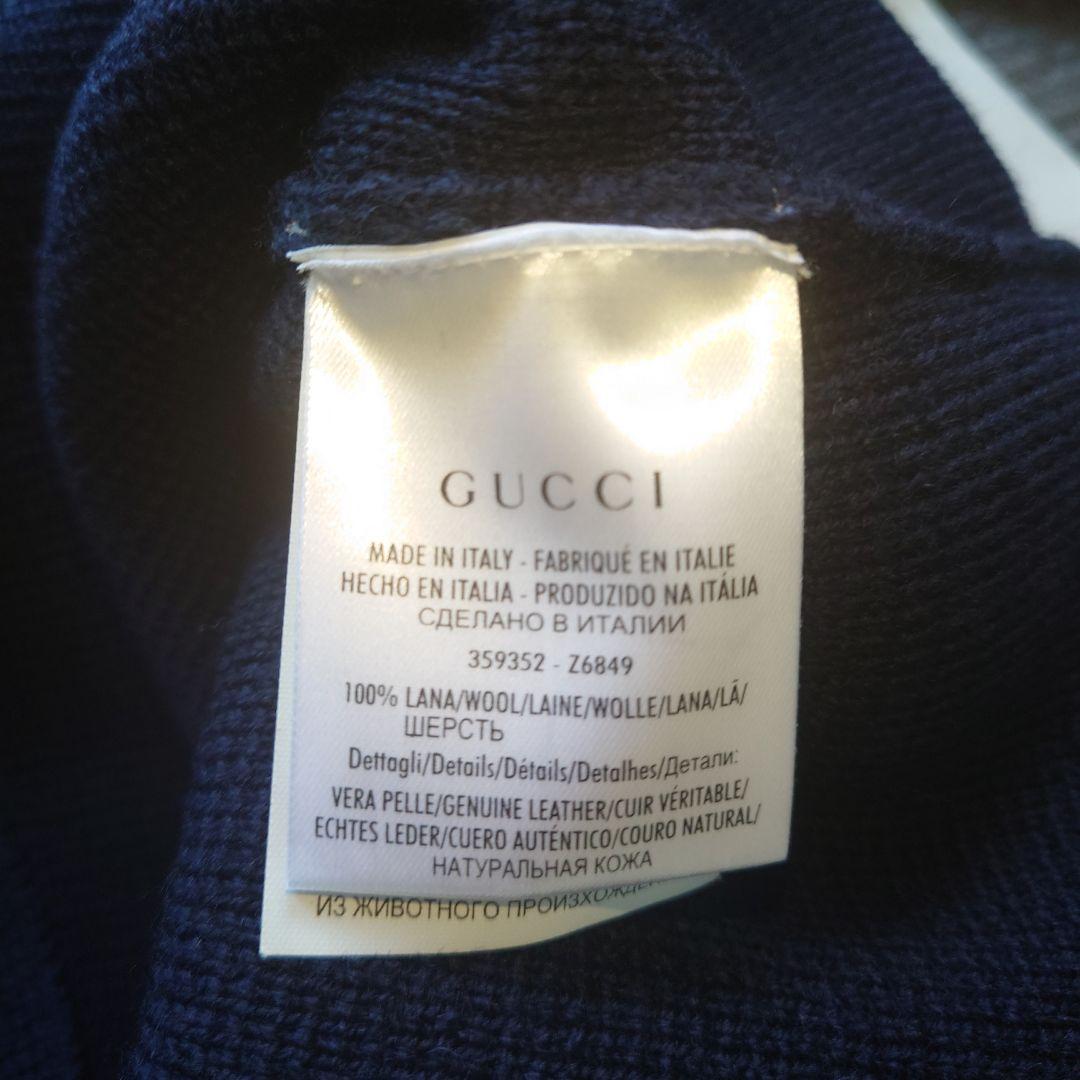 GUCCI
MADE IN ITALY - FABRIQUÉ EN ITALIE
HECHO EN ITALIA - PRODUZIDO NA ITÁLIA
СДЕЛАНО В ИТАЛИИ
359352 - Z6849
100% LANA/WOOL/LAINE/WOLLE/LANA/LÃ/
ШЕРСТЬ
Dettagli/Details/Détails/Detalhes/Детали:
VERA PELLE/GENUINE LEATHER/CUIR VÉRITABLE/
ECHTES LEDER/CUERO AUTÉNTICO/COURO NATURAL/
НАТУРАЛЬНАЯ КОЖА
ИЗ ЖИВОТНОГО